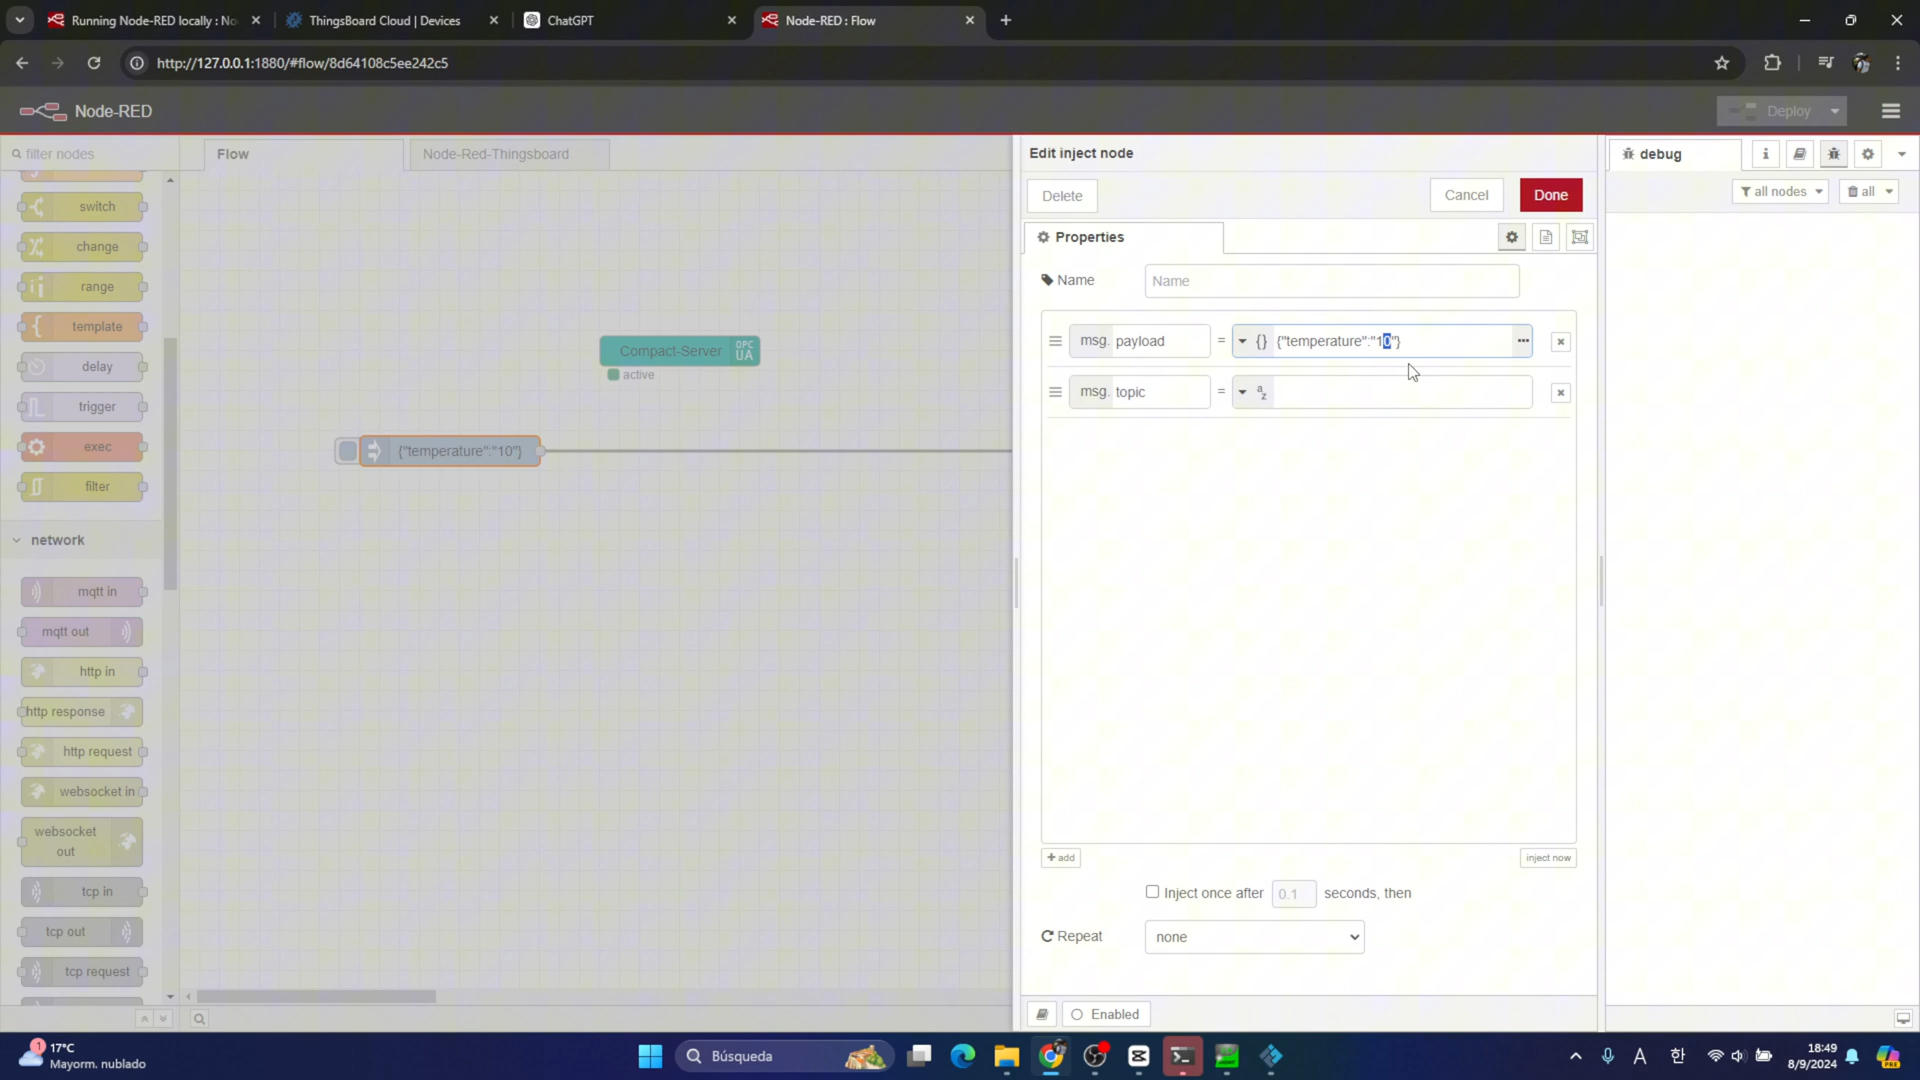 Running Node-RED locally : No
ThingsBoard Cloud | Devices
ChatGPT
Node-RED : Flow
http://127.0.0.1:1880/#flow/8d64108c5ee242c5
Node-RED
Deploy
filter nodes
Flow
Node-Red-Thingsboard
Edit inject node
debug
i
Delete
Cancel
Done
all nodes
all
switch
change
range
template
delay
trigger
exec
filter
network
mqtt in
mqtt out
http in
http response
http request
websocket in
websocket
out
tcp in
tcp out
tcp request
Compact-Server
OPC
UA
active
{"temperature":"10"}
Properties
Name
Name
msg. payload
=
{} {"temperature":"10"}
•••
msg. topic
=
a
z
+ add
inject now
Inject once after
0.1
seconds, then
Repeat
none
Enabled
1
17°C
Mayorm. nublado
Búsqueda
A
한
18:49
8/9/2024
PRE